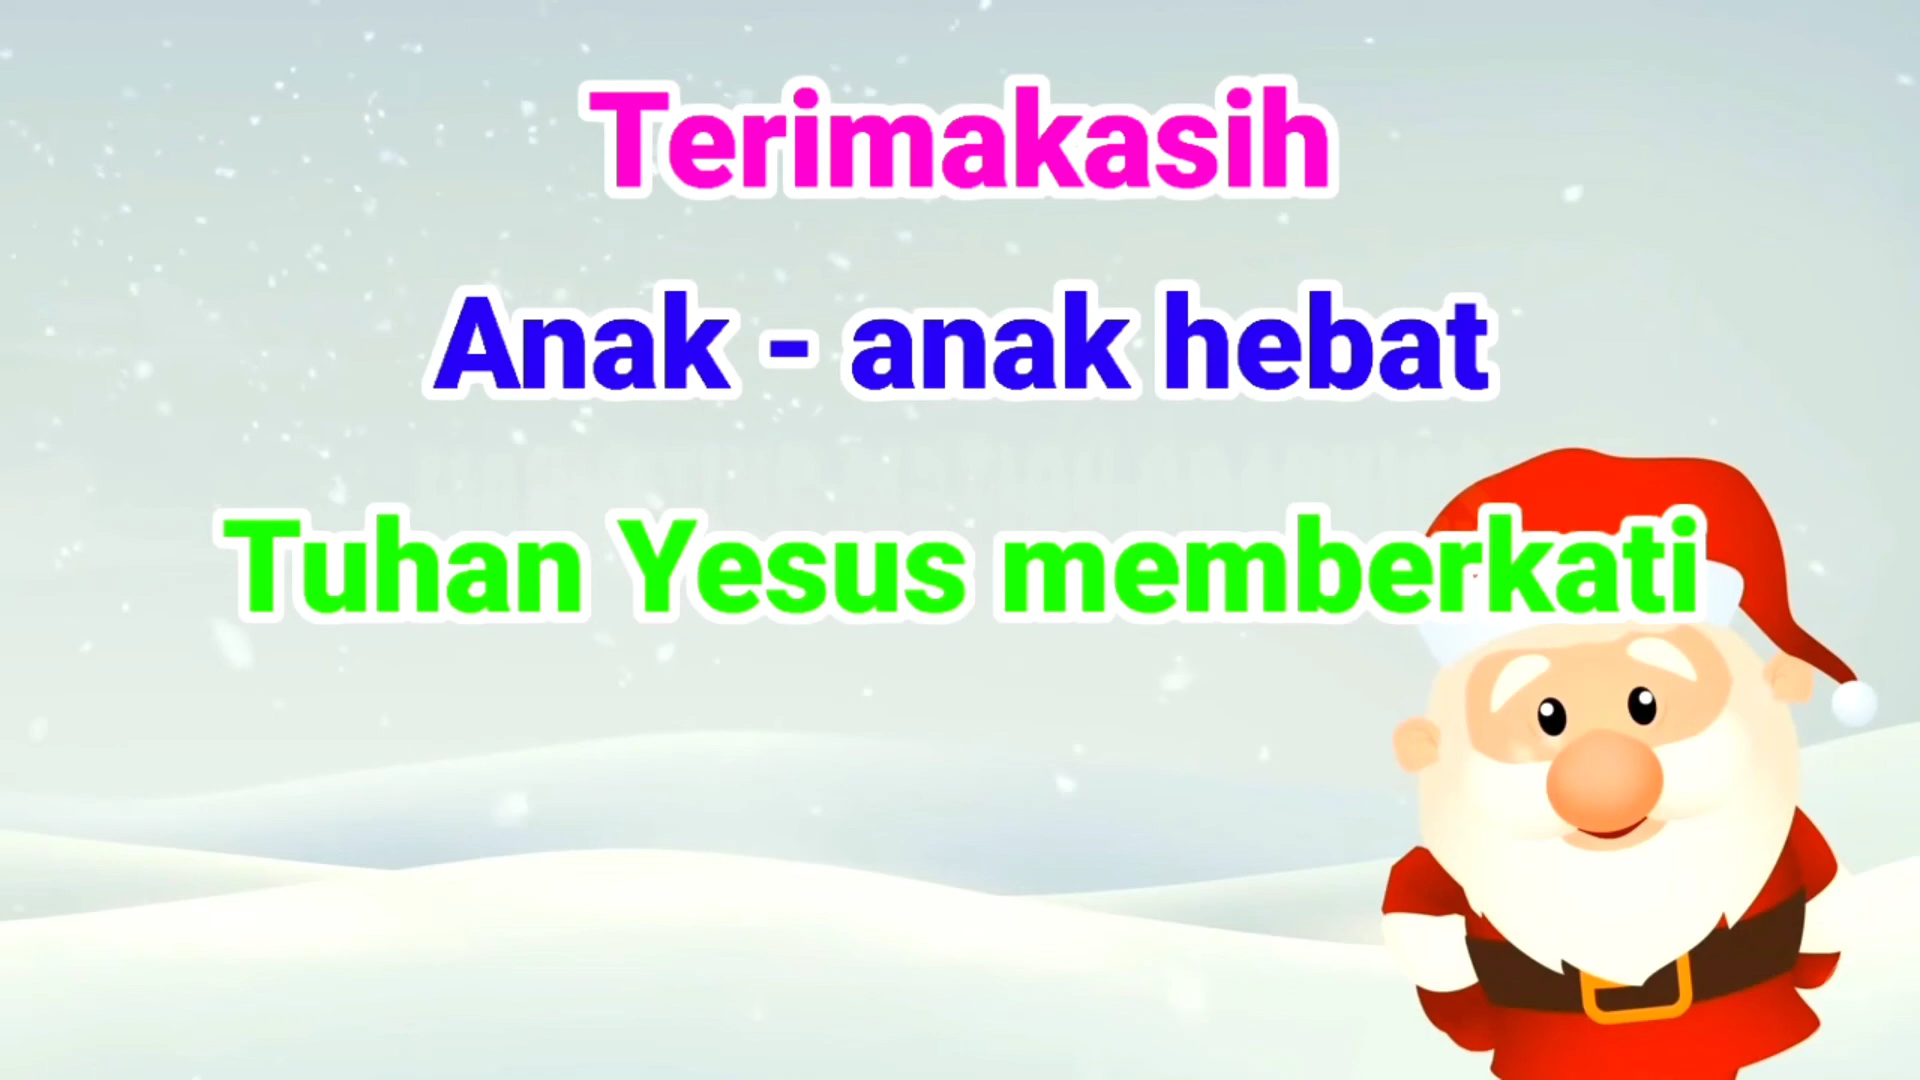 Terimakasih
Anak - anak hebat
Tuhan Yesus memberkati